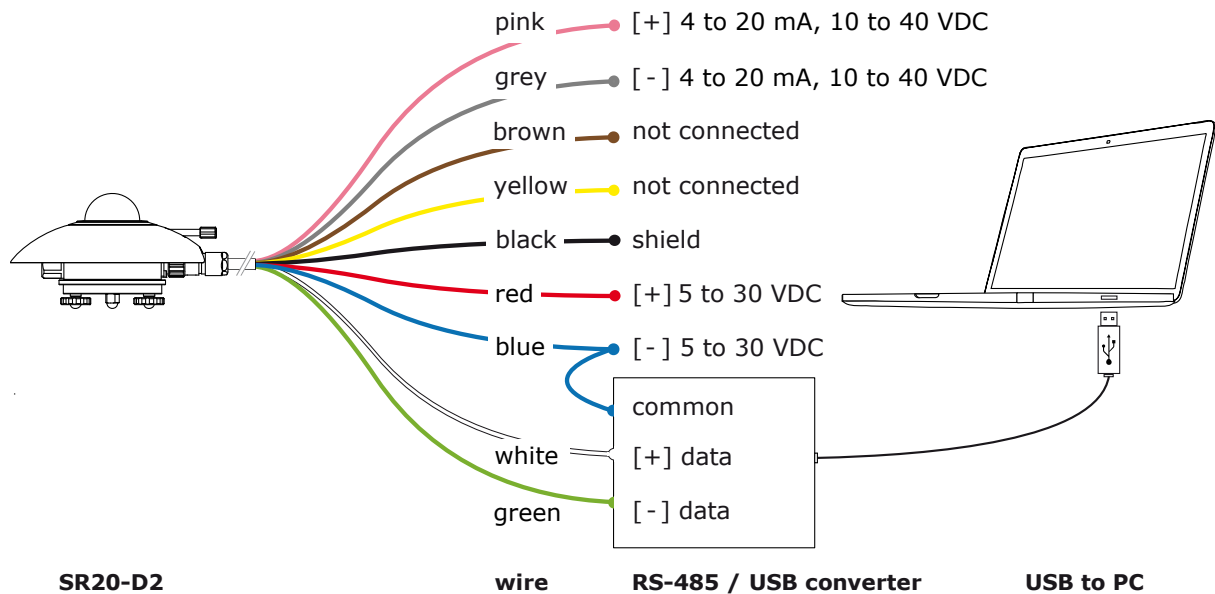 pink [+] 4 to 20 mA, 10 to 40 VDC
grey [-] 4 to 20 mA, 10 to 40 VDC
brown not connected
yellow not connected
black shield
red [+] 5 to 30 VDC
blue [-] 5 to 30 VDC
common
white [+] data
green [-] data
SR20-D2 wire RS-485 / USB converter USB to PC